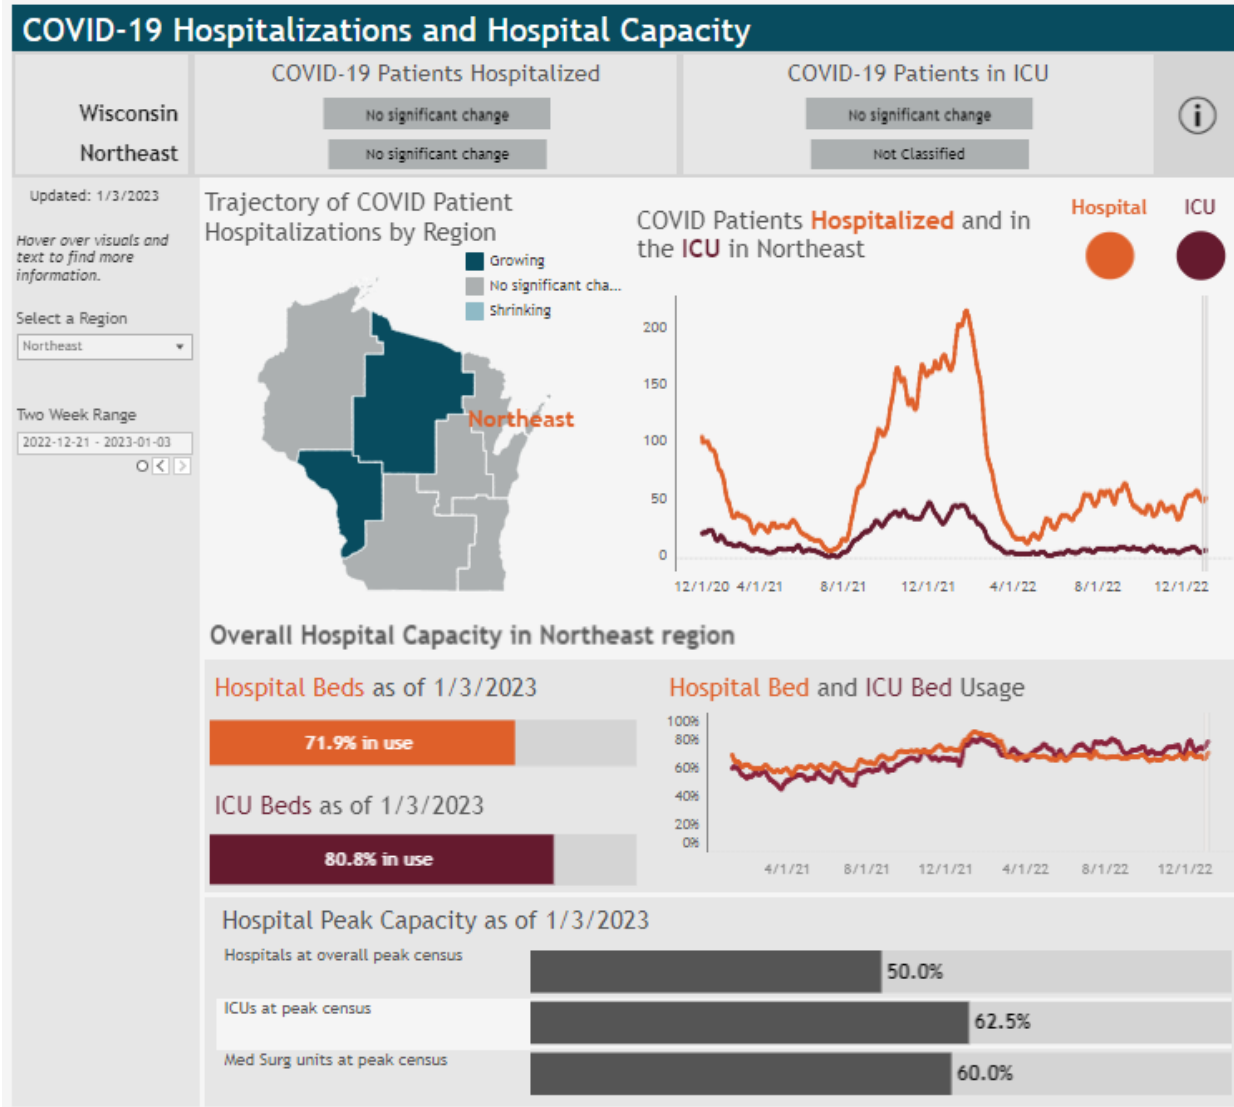 COVID-19 Hospitalizations and Hospital Capacity
COVID-19 Patients Hospitalized
COVID-19 Patients in ICU
Wisconsin
No significant change
No significant change
Northeast
No significant change
Not Classified
i
Updated: 1/3/2023
Hover over visuals and
text to find more
information.
Select a Region
Northeast
Two Week Range
2022-12-21 - 2023-01-03
Trajectory of COVID Patient
Hospitalizations by Region
Growing
No significant cha...
Shrinking
Northeast
COVID Patients Hospitalized and in
the ICU in Northeast
Hospital
ICU
200
150
100
50
0
12/1/20 4/1/21 8/1/21 12/1/21 4/1/22 8/1/22 12/1/22
Overall Hospital Capacity in Northeast region
Hospital Beds as of 1/3/2023
71.9% in use
ICU Beds as of 1/3/2023
80.8% in use
Hospital Bed and ICU Bed Usage
100%
80%
60%
40%
20%
0%
4/1/21 8/1/21 12/1/21 4/1/22 8/1/22 12/1/22
Hospital Peak Capacity as of 1/3/2023
Hospitals at overall peak census
50.0%
ICUs at peak census
62.5%
Med Surg units at peak census
60.0%